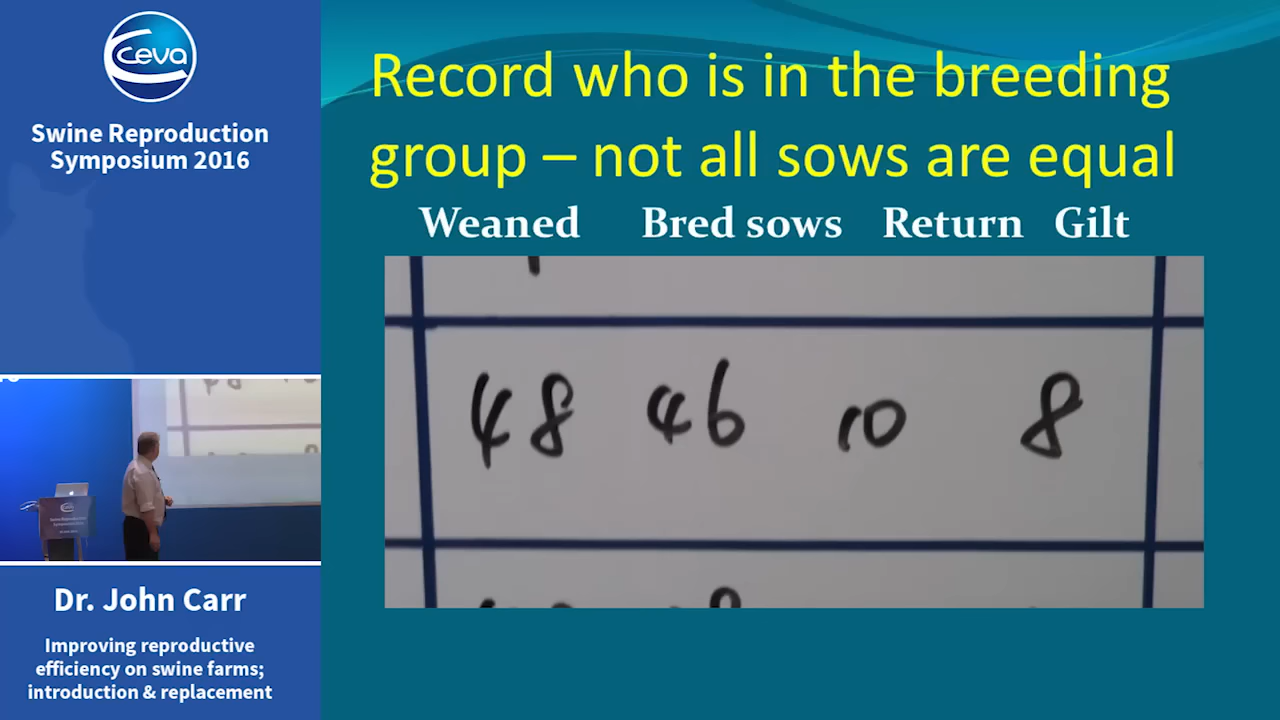 Ceva
Swine Reproduction
Symposium 2016
Dr. John Carr
Improving reproductive
efficiency on swine farms;
introduction & replacement
Record who is in the breeding
group – not all sows are equal
Weaned Bred sows Return Gilt
48 46 10 8